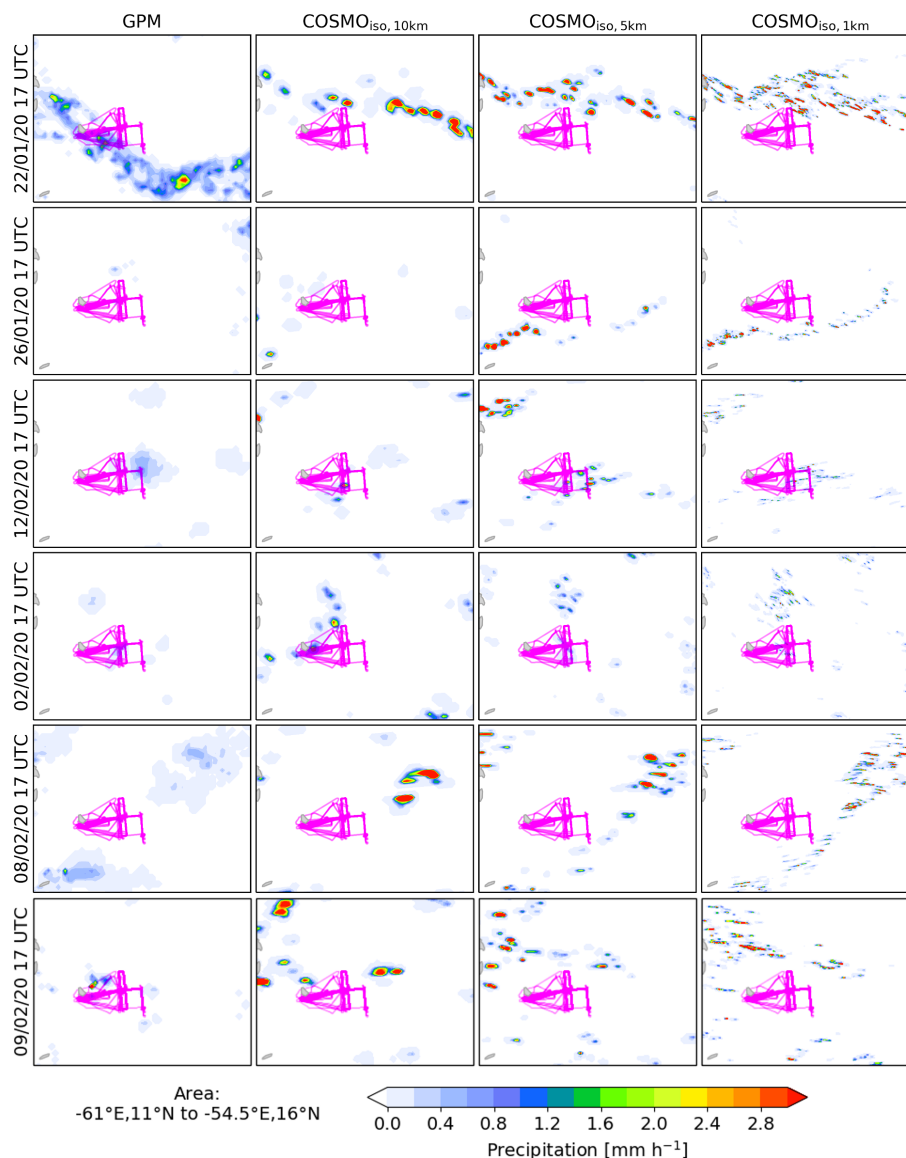 GPM COSMOiso, 10km COSMOiso, 5km COSMOiso, 1km
22/01/20 17 UTC
26/01/20 17 UTC
12/02/20 17 UTC
02/02/20 17 UTC
08/02/20 17 UTC
09/02/20 17 UTC
Area:
-61°E,11°N to -54.5°E,16°N
0.0 0.4 0.8 1.2 1.6 2.0 2.4 2.8
Precipitation [mm h⁻¹]